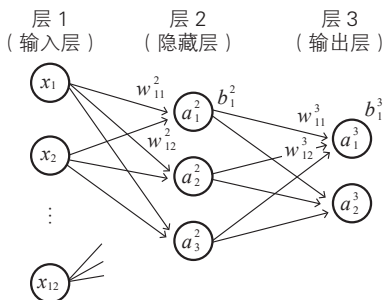 层 1 层 2 层 3
（输入层） （隐藏层） （输出层）
x₁ w²₁₁ a²₁ b²₁ w³₁₁ a³₁ b³₁
x₂ w²₁₂ a²₂ w³₁₂ a³₂
⋮ a²₃
x₁₂